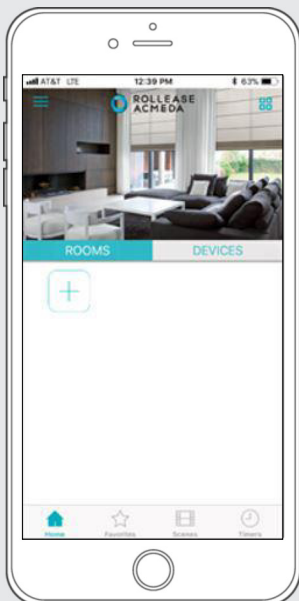 AT&T LTE 12:39 PM 63%
ROLLEASE
ACMEDA
ROOMS DEVICES
Home Favorites Scenes Timers